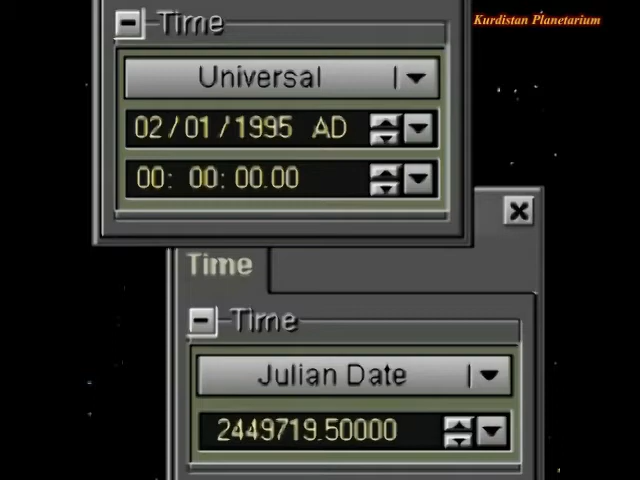 Kurdistan Planetarium
Time
Universal
02/01/1995 AD
00: 00: 00.00
Time
Time
Julian Date
2449719.50000